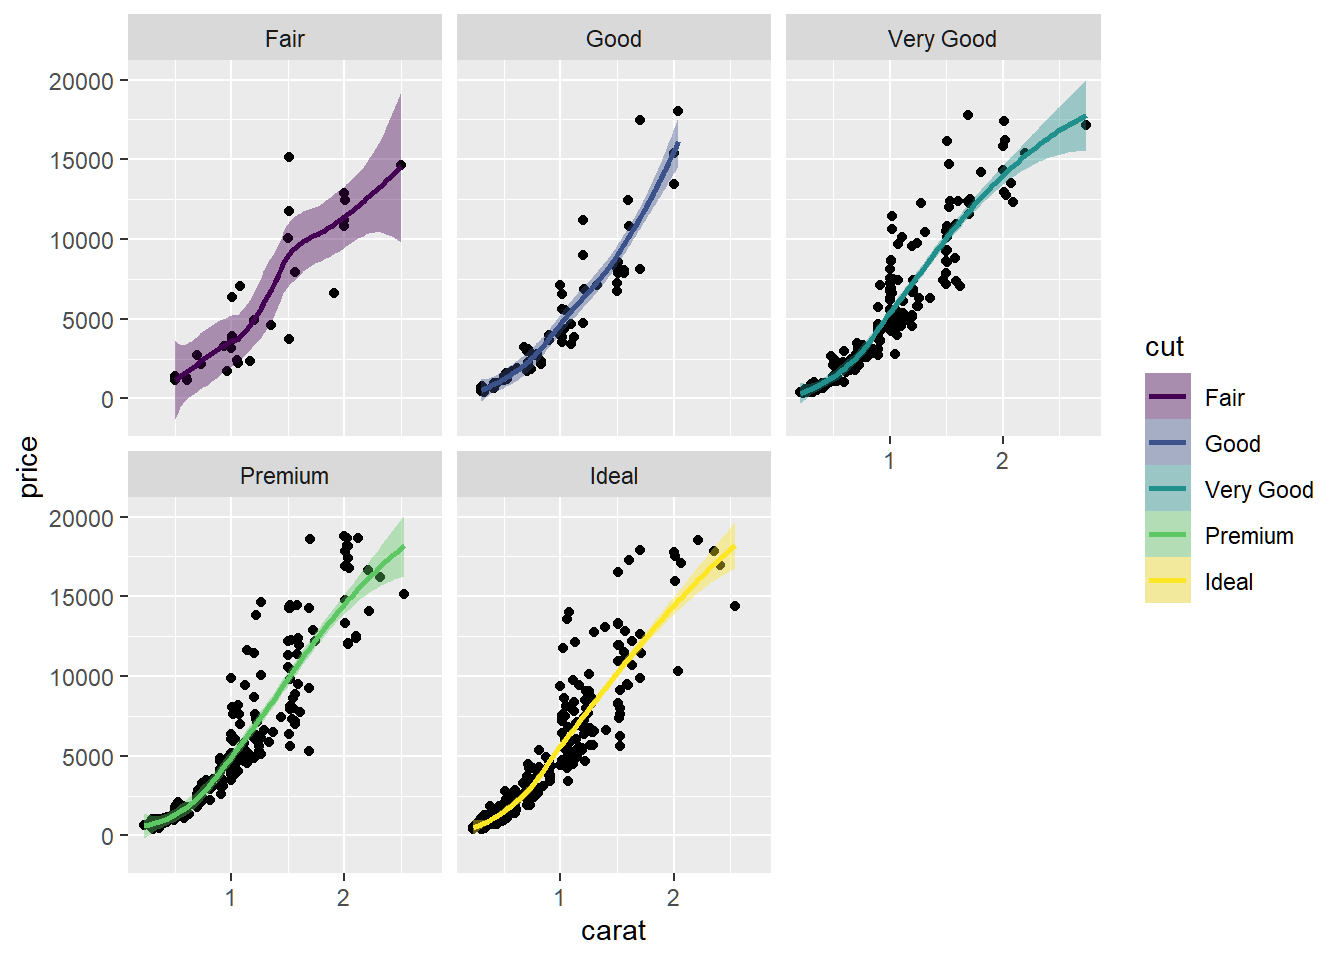 Fair
Good
Very Good
20000
15000
10000
5000
0
1 2
Premium
Ideal
20000
15000
10000
5000
0
1 2
1 2
price
carat
cut
Fair
Good
Very Good
Premium
Ideal